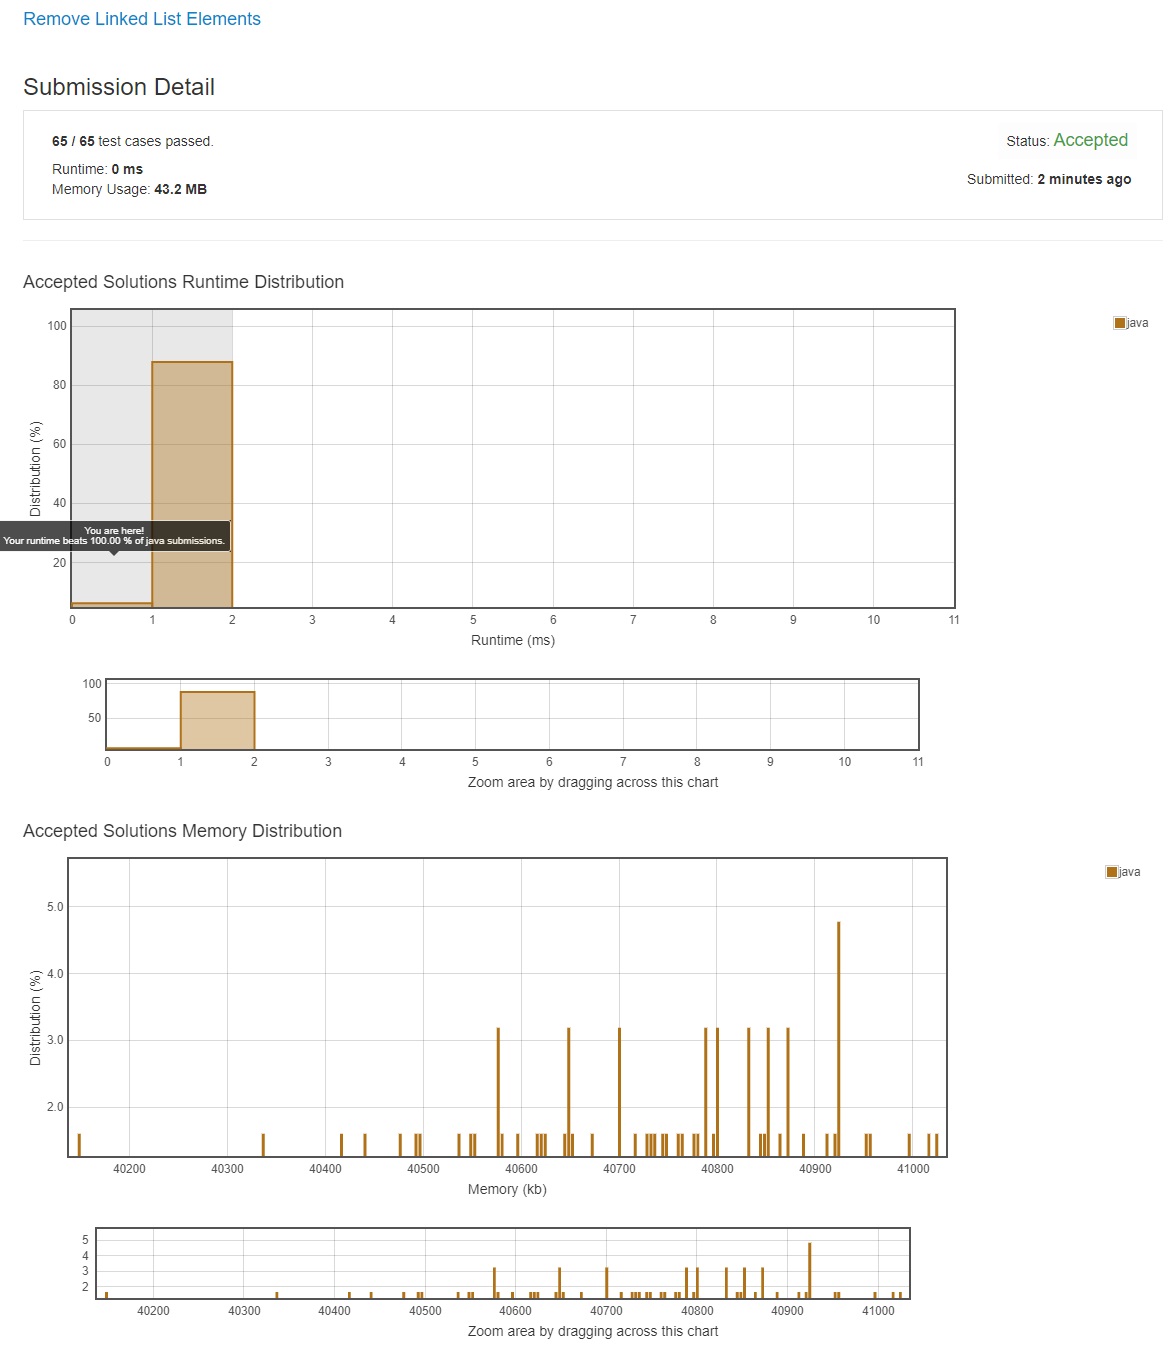 Remove Linked List Elements
Submission Detail
65 / 65 test cases passed.
Status: Accepted
Runtime: 0 ms
Submitted: 2 minutes ago
Memory Usage: 43.2 MB
Accepted Solutions Runtime Distribution
java
Distribution (%)
100
80
60
40
20
You are here!
Your runtime beats 100.00 % of java submissions.
0 1 2 3 4 5 6 7 8 9 10 11
Runtime (ms)
100
50
0 1 2 3 4 5 6 7 8 9 10 11
Zoom area by dragging across this chart
Accepted Solutions Memory Distribution
java
Distribution (%)
5.0
4.0
3.0
2.0
40200 40300 40400 40500 40600 40700 40800 40900 41000
Memory (kb)
5
4
3
2
40200 40300 40400 40500 40600 40700 40800 40900 41000
Zoom area by dragging across this chart